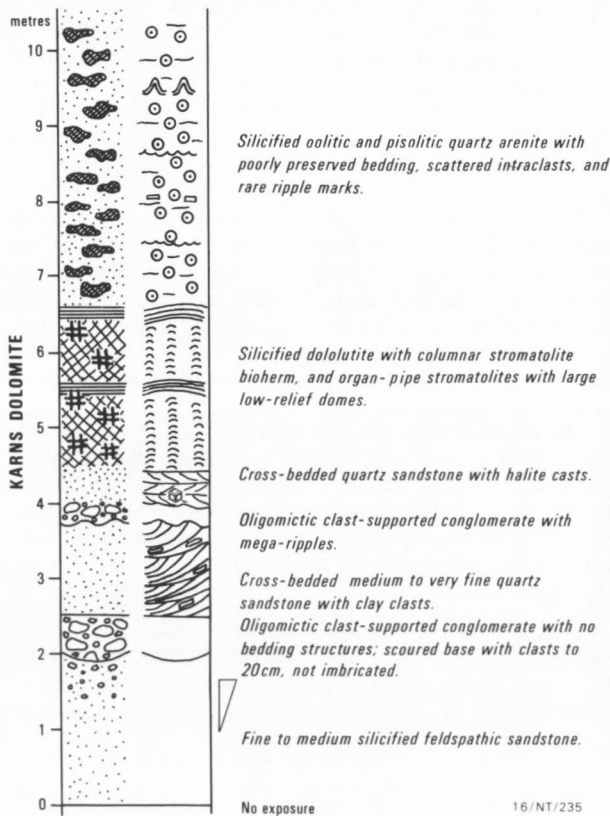 metres
10
9
Silicified oolitic and pisolitic quartz arenite with
poorly preserved bedding, scattered intraclasts, and
rare ripple marks.
8
7
KARNS DOLOMITE
6
Silicified dololutite with columnar stromatolite
bioherm, and organ-pipe stromatolites with large
low-relief domes.
5
Cross-bedded quartz sandstone with halite casts.
4
Oligomictic clast-supported conglomerate with
mega-ripples.
3
Cross-bedded medium to very fine quartz
sandstone with clay clasts.
Oligomictic clast-supported conglomerate with no
bedding structures; scoured base with clasts to
20cm, not imbricated.
2
1
Fine to medium silicified feldspathic sandstone.
0
No exposure
16/NT/235